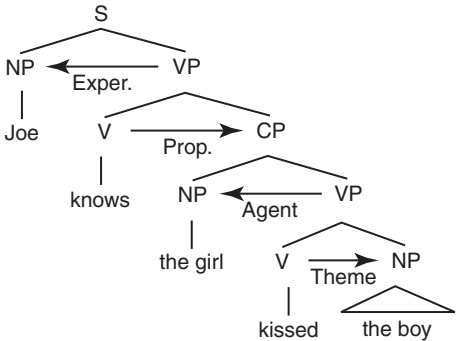 S
NP VP
Exper.
Joe V CP
Prop.
knows NP VP
Agent
the girl V NP
Theme
kissed the boy